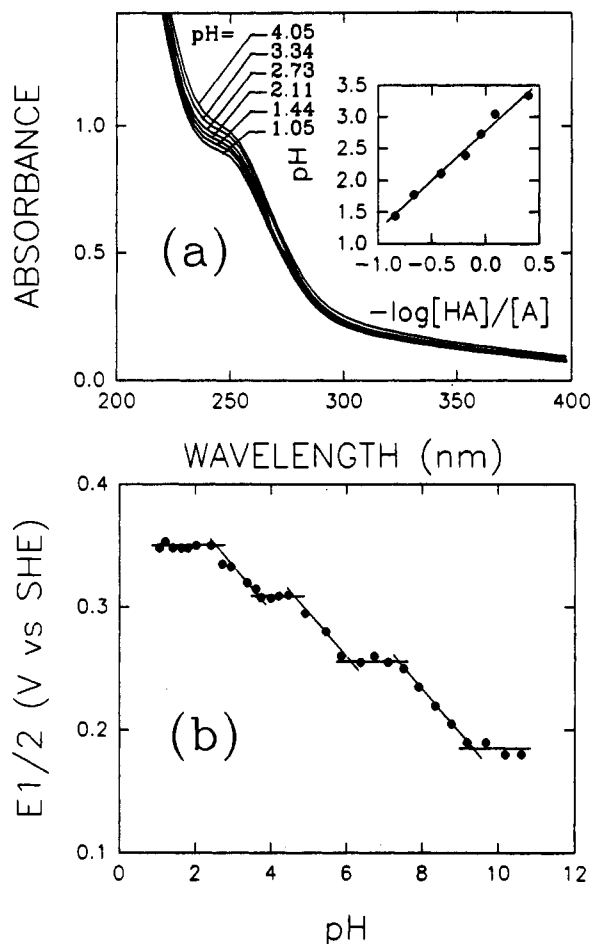 ABSORBANCE
1.0
0.5
0.0
200
250
300
350
400
WAVELENGTH (nm)
(a)
pH=
4.05
3.34
2.73
2.11
1.44
1.05
pH
3.5
3.0
2.5
2.0
1.5
1.0
-1.0 -0.5 0.0 0.5
-log[HA]/[A]
E1/2 (V vs SHE)
0.4
0.3
0.2
0.1
(b)
0 2 4 6 8 10 12
pH